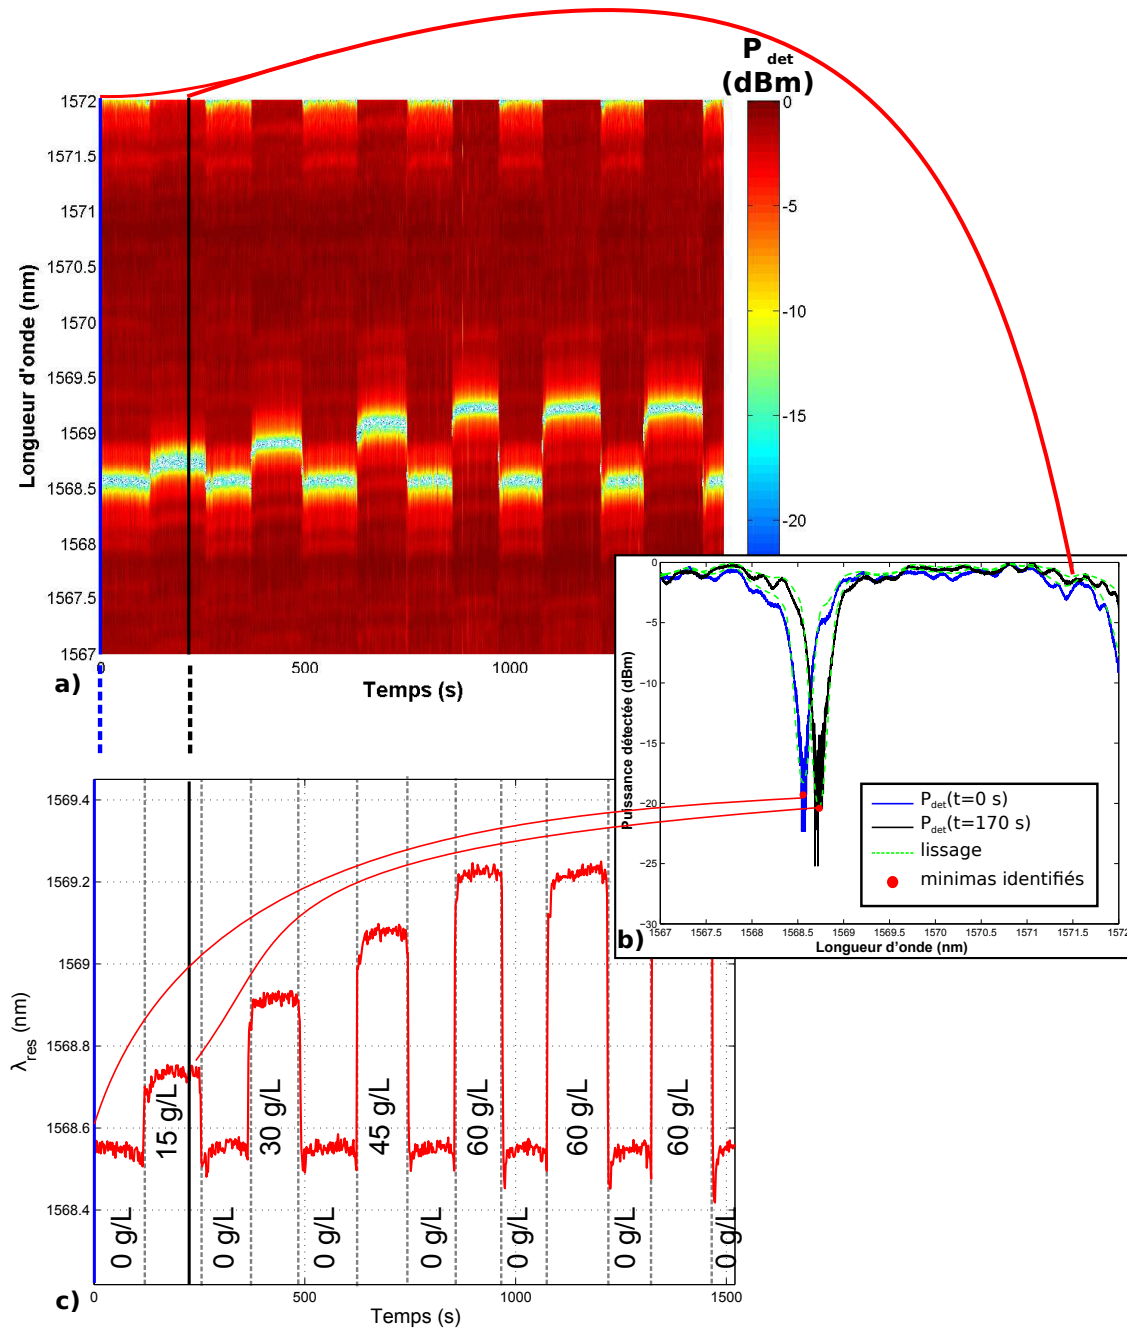 P det
(dBm)
1572
1571.5
1571
1570.5
1570
1569.5
1569
1568.5
1568
1567.5
1567
Longueur d'onde (nm)
0
500
1000
Temps (s)
a)
0
-5
-10
-15
-20
0
−5
−10
−15
−20
−25
−30
Puissance détectée (dBm)
P det (t=0 s)
P det (t=170 s)
lissage
minimas identifiés
1567
1567.5
1568
1568.5
1569
1569.5
1570
1570.5
1571
1571.5
1572
Longueur d'onde (nm)
b)
1569.4
1569.2
1569
1568.8
1568.6
1568.4
λres (nm)
0 g/L
15 g/L
0 g/L
30 g/L
0 g/L
45 g/L
0 g/L
60 g/L
0 g/L
60 g/L
0 g/L
60 g/L
0 g/L
0
500
1000
1500
Temps (s)
c)